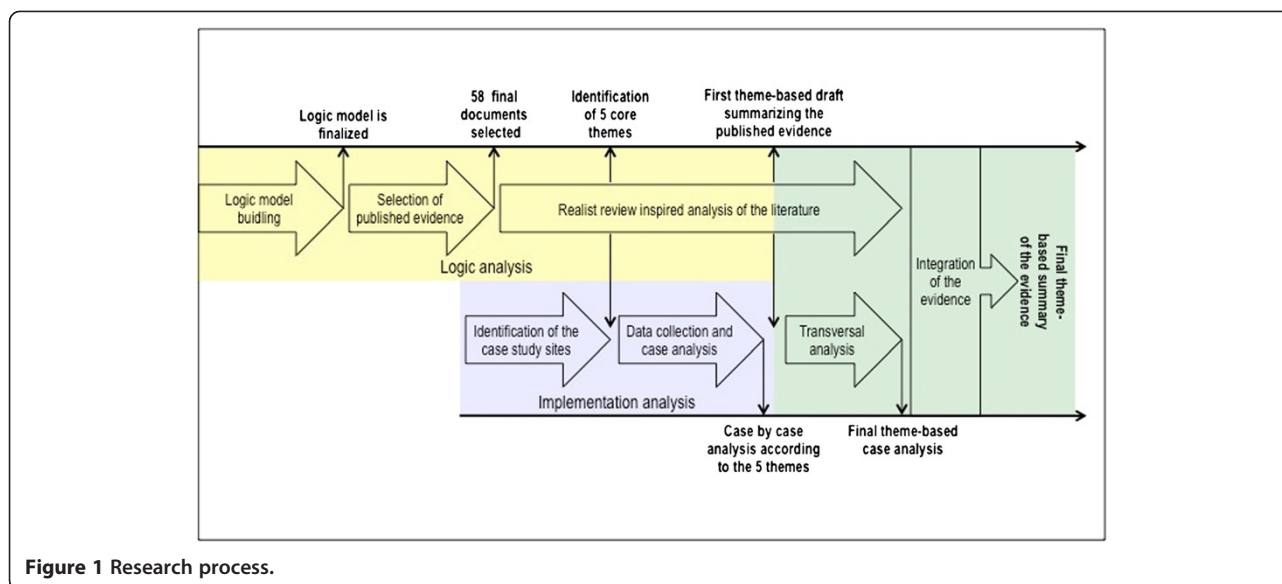 58 final
documents
selected
Identification
of 5 core
themes
First theme-based draft
summarizing the
published evidence
Logic model is
finalized
Logic model
buidling
Selection of
published evidence
Realist review inspired analysis of the literature
Logic analysis
Integration
of the
evidence
Final theme-
based summary
of the evidence
Identification of the
case study sites
Data collection and
case analysis
Transversal
analysis
Implementation analysis
Case by case
analysis according
to the 5 themes
Final theme-based
case analysis
Figure 1 Research process.